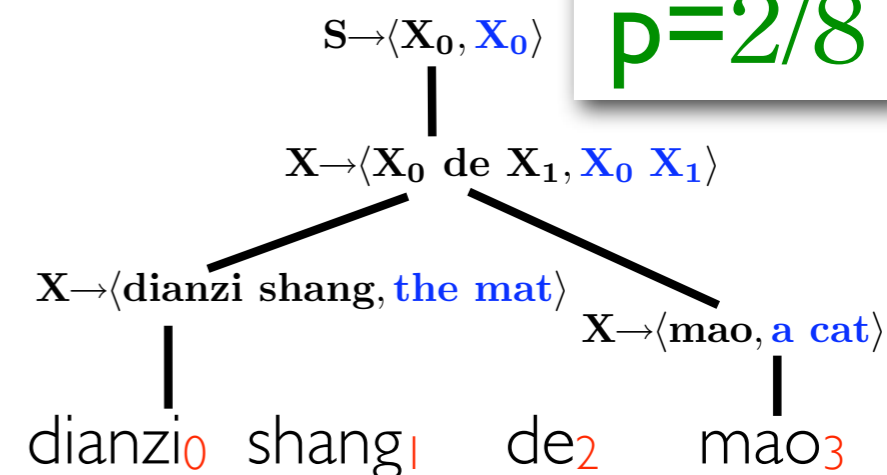 S→⟨X₀, X₀⟩
p=2/8
X→⟨X₀ de X₁, X₀ X₁⟩
X→⟨dianzi shang, the mat⟩
X→⟨mao, a cat⟩
dianzi₀ shang₁ de₂ mao₃